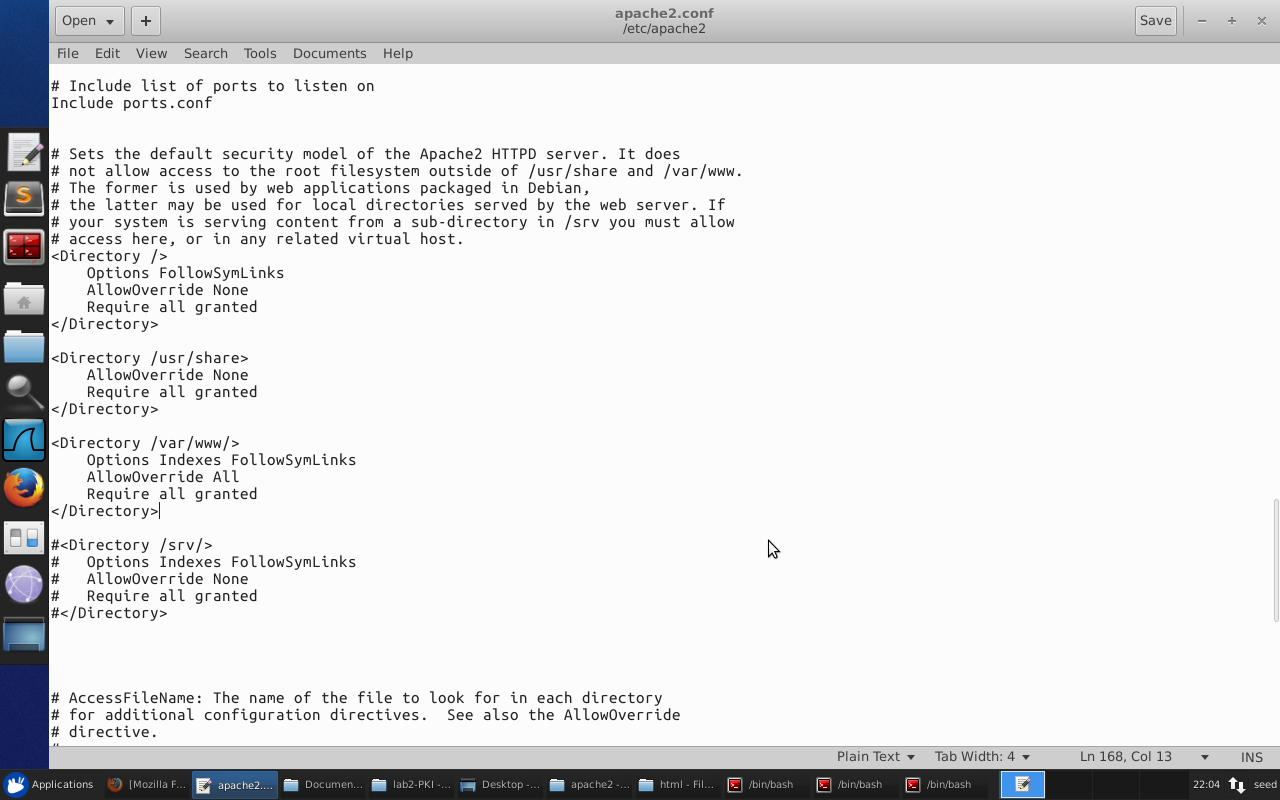 Open
+
apache2.conf
/etc/apache2
Save
File Edit View Search Tools Documents Help
# Include list of ports to listen on
Include ports.conf
# Sets the default security model of the Apache2 HTTPD server. It does
# not allow access to the root filesystem outside of /usr/share and /var/www.
# The former is used by web applications packaged in Debian,
# the latter may be used for local directories served by the web server. If
# your system is serving content from a sub-directory in /srv you must allow
# access here, or in any related virtual host.
<Directory />
    Options FollowSymLinks
    AllowOverride None
    Require all granted
</Directory>
<Directory /usr/share>
    AllowOverride None
    Require all granted
</Directory>
<Directory /var/www/>
    Options Indexes FollowSymLinks
    AllowOverride All
    Require all granted
</Directory>
#<Directory /srv/>
#   Options Indexes FollowSymLinks
#   AllowOverride None
#   Require all granted
#</Directory>
# AccessFileName: The name of the file to look for in each directory
# for additional configuration directives.  See also the AllowOverride
# directive.
#
Plain Text Tab Width: 4 Ln 168, Col 13 INS
Applications [Mozilla F... apache2.... Documen... lab2-PKI -... Desktop -... apache2 -... html - Fil... /bin/bash /bin/bash /bin/bash 22:04 seed